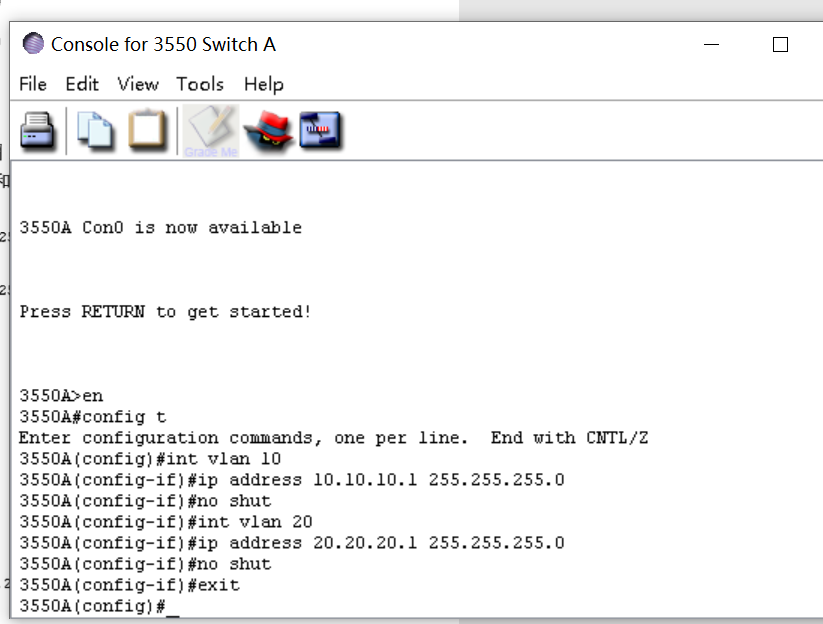 Console for 3550 Switch A
File Edit View Tools Help
Grade Me
和
3550A Con0 is now available
Press RETURN to get started!
3550A>en
3550A#config t
Enter configuration commands, one per line.  End with CNTL/Z
3550A(config)#int vlan 10
3550A(config-if)#ip address 10.10.10.1 255.255.255.0
3550A(config-if)#no shut
3550A(config-if)#int vlan 20
3550A(config-if)#ip address 20.20.20.1 255.255.255.0
3550A(config-if)#no shut
3550A(config-if)#exit
3550A(config)#_